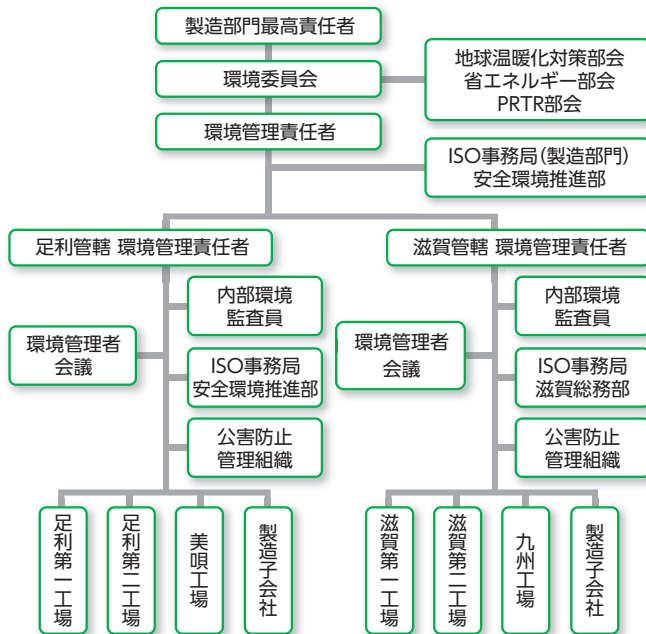 製造部門最高責任者
環境委員会
地球温暖化対策部会
省エネルギー部会
PRTR部会
環境管理責任者
ISO事務局(製造部門)
安全環境推進部
足利管轄 環境管理責任者
滋賀管轄 環境管理責任者
内部環境
監査員
環境管理者
会議
ISO事務局
安全環境推進部
公害防止
管理組織
内部環境
監査員
環境管理者
会議
ISO事務局
滋賀総務部
公害防止
管理組織
足利第一工場
足利第二工場
美唄工場
製造子会社
滋賀第一工場
滋賀第二工場
九州工場
製造子会社